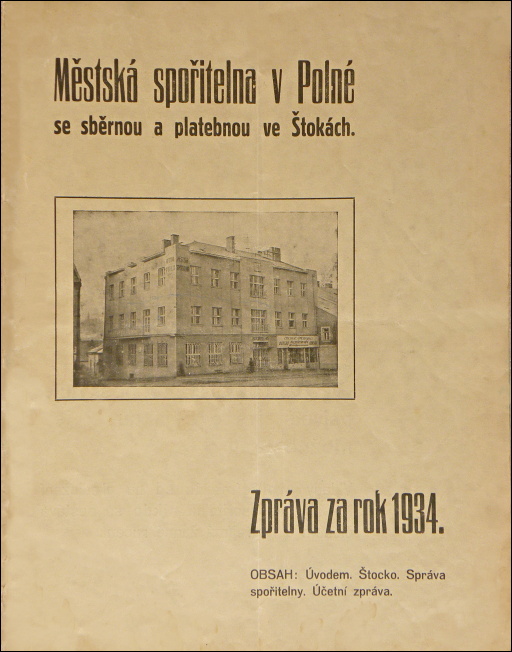 Městská spořitelna v Polné
se sběrnou a platebnou ve Štokách.
Zpráva za rok 1934.
OBSAH: Úvodem. Štocko. Správa
spořitelny. Účetní zpráva.